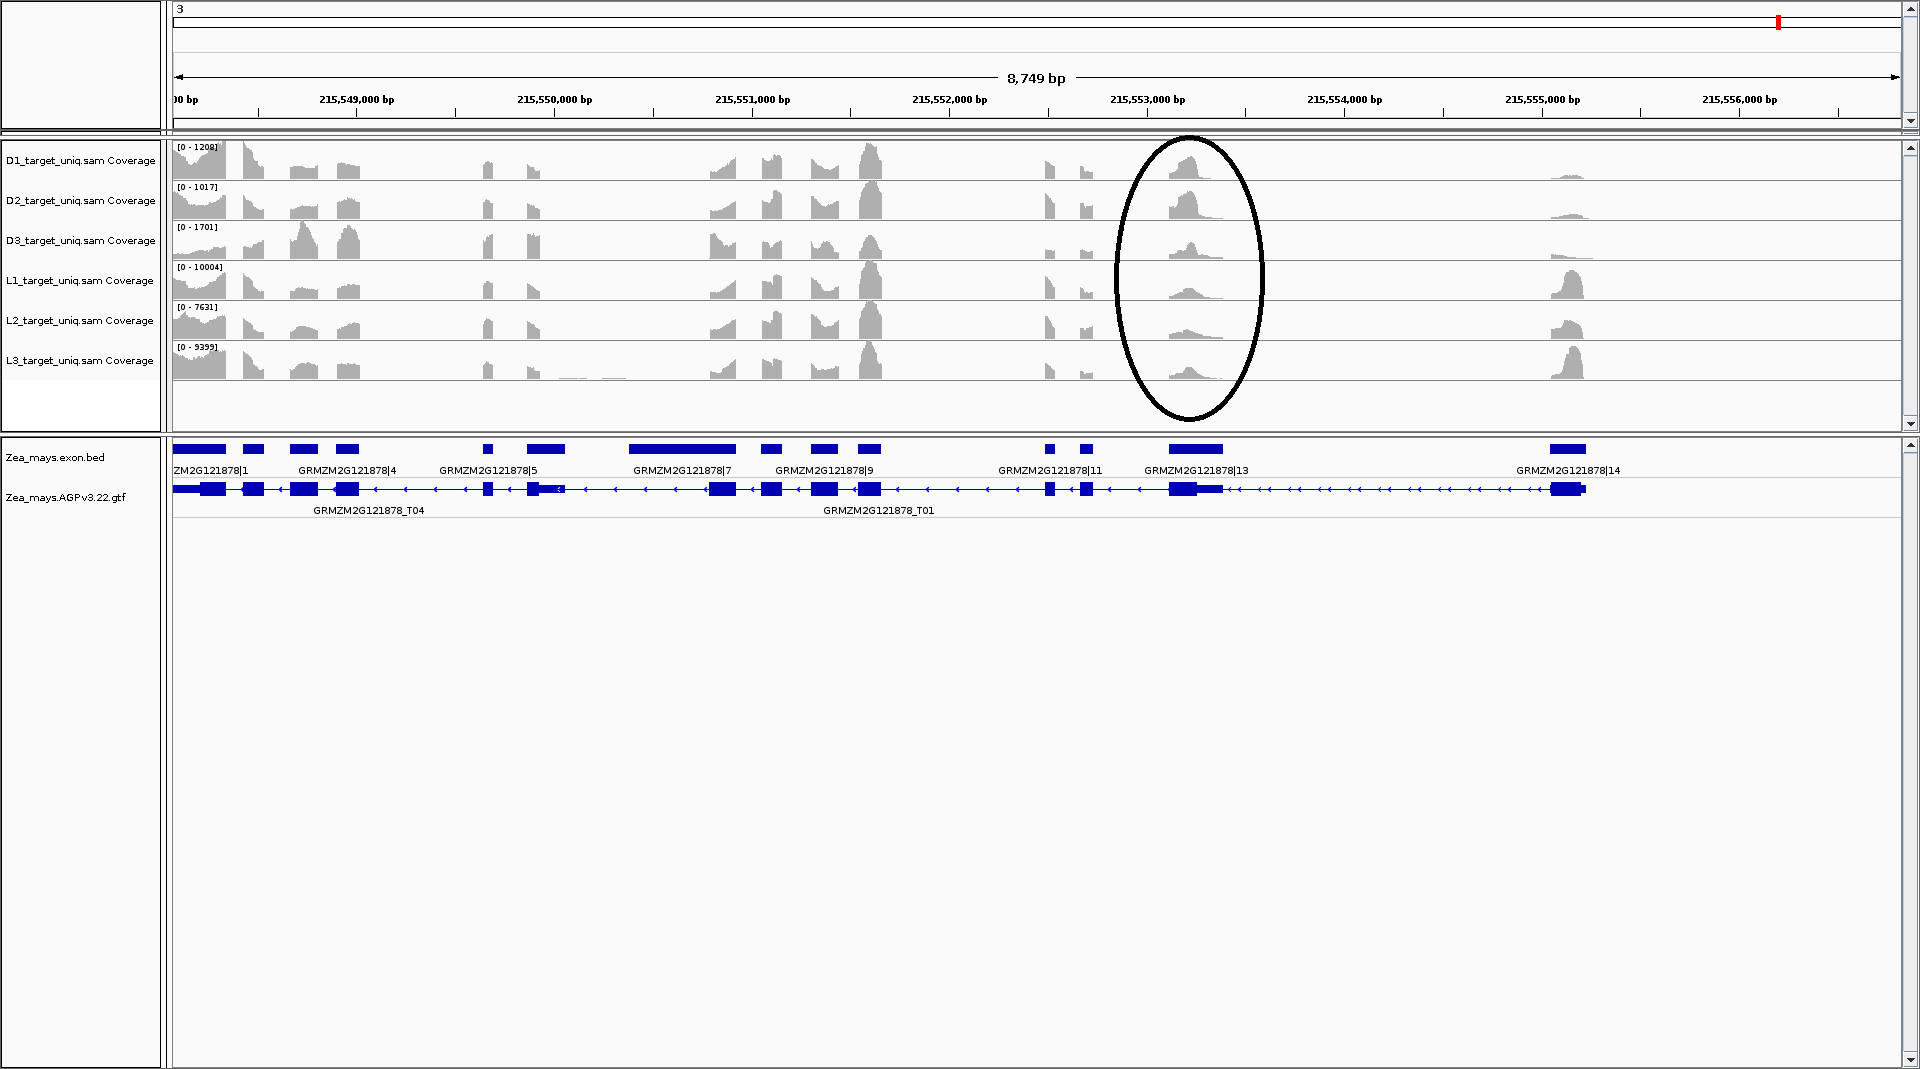 3
8,749 bp
00 bp 215,549,000 bp 215,550,000 bp 215,551,000 bp 215,552,000 bp 215,553,000 bp 215,554,000 bp 215,555,000 bp 215,556,000 bp
D1_target_uniq.sam Coverage [0 - 1208]
D2_target_uniq.sam Coverage [0 - 1017]
D3_target_uniq.sam Coverage [0 - 1701]
L1_target_uniq.sam Coverage [0 - 10004]
L2_target_uniq.sam Coverage [0 - 7631]
L3_target_uniq.sam Coverage [0 - 9399]
Zea_mays.exon.bed
ZM2G121878|1 GRMZM2G121878|4 GRMZM2G121878|5 GRMZM2G121878|7 GRMZM2G121878|9 GRMZM2G121878|11 GRMZM2G121878|13 GRMZM2G121878|14
Zea_mays.AGPv3.22.gtf
GRMZM2G121878_T04 GRMZM2G121878_T01